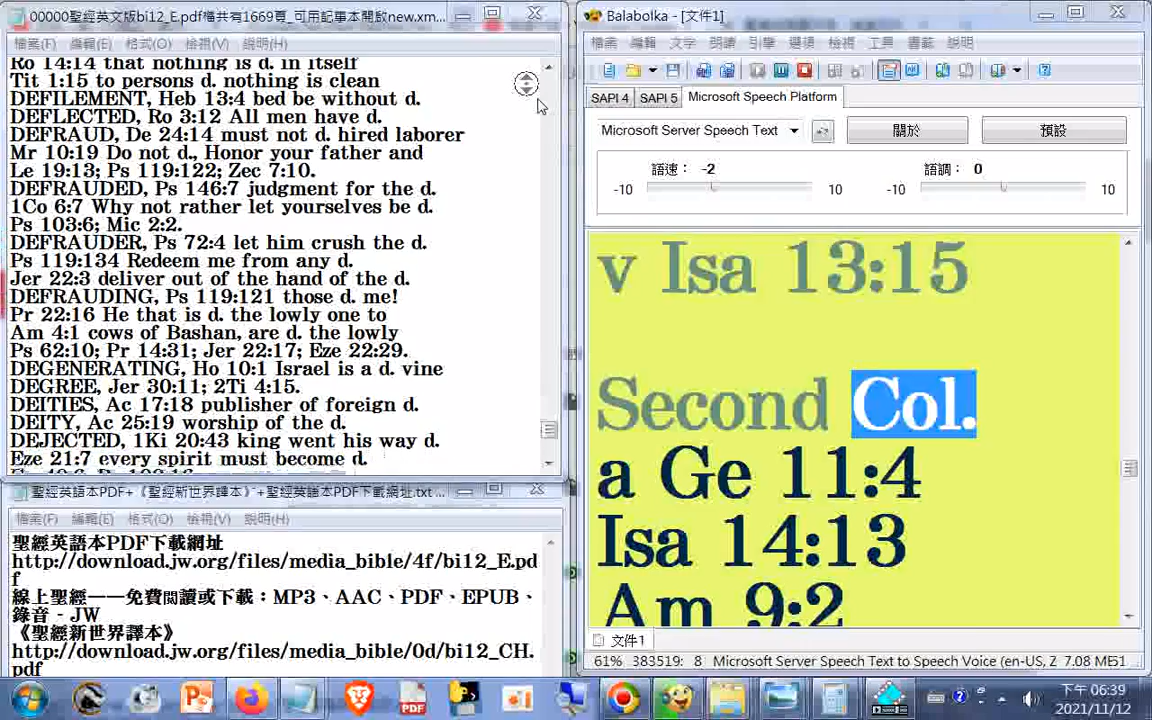 00000聖經英文版bi12_E.pdf檔共有1669頁_可用記事本開啟new.xm...
檔案(F) 編輯(E) 格式(O) 檢視(V) 說明(H)
Ro 14:14 that nothing is d. in itself
Tit 1:15 to persons d. nothing is clean
DEFILEMENT, Heb 13:4 bed be without d.
DEFLECTED, Ro 3:12 All men have d.
DEFRAUD, De 24:14 must not d. hired laborer
Mr 10:19 Do not d., Honor your father and
Le 19:13; Ps 119:122; Zec 7:10.
DEFRAUDED, Ps 146:7 judgment for the d.
1Co 6:7 Why not rather let yourselves be d.
Ps 103:6; Mic 2:2.
DEFRAUDER, Ps 72:4 let him crush the d.
Ps 119:134 Redeem me from any d.
Jer 22:3 deliver out of the hand of the d.
DEFRAUDING, Ps 119:121 those d. me!
Pr 22:16 He that is d. the lowly one to
Am 4:1 cows of Bashan, are d. the lowly
Ps 62:10; Pr 14:31; Jer 22:17; Eze 22:29.
DEGENERATING, Ho 10:1 Israel is a d. vine
DEGREE, Jer 30:11; 2Ti 4:15.
DEITIES, Ac 17:18 publisher of foreign d.
DEITY, Ac 25:19 worship of the d.
DEJECTED, 1Ki 20:43 king went his way d.
Eze 21:7 every spirit must become d.
聖經英語本PDF+《聖經新世界譯本》+聖經英語本PDF下載網址.txt ...
檔案(F) 編輯(E) 格式(O) 檢視(V) 說明(H)
聖經英語本PDF下載網址
http://download.jw.org/files/media_bible/4f/bi12_E.pd
f
線上聖經——免費閱讀或下載：MP3、AAC、PDF、EPUB、
錄音 - JW
《聖經新世界譯本》
http://download.jw.org/files/media_bible/0d/bi12_CH.
pdf
Balabolka - [文件1]
檔案 編輯 文字 朗讀 引擎 選項 檢視 工具 書籤 說明
SAPI 4 SAPI 5 Microsoft Speech Platform
Microsoft Server Speech Text 關於 預設
語速： -2 語調： 0
-10 10 -10 10
v Isa 13:15
Second Col.
a Ge 11:4
Isa 14:13
Am 9:2
文件1
61% 383519: 8 Microsoft Server Speech Text to Speech Voice (en-US, Z 7.08 ME51
PDF
下午 06:39
2021/11/12